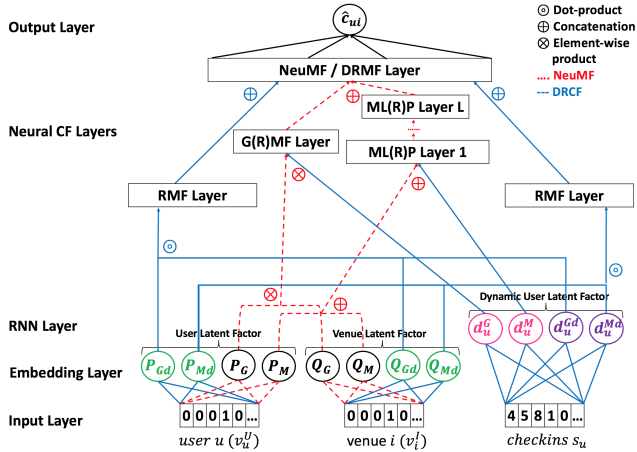 Output Layer
ĉ_ui
⊙ Dot-product
⊕ Concatenation
⊗ Element-wise
product
.... NeuMF
--- DRCF
NeuMF / DRMF Layer
ML(R)P Layer L
Neural CF Layers
G(R)MF Layer
ML(R)P Layer 1
RMF Layer
RMF Layer
RNN Layer
Dynamic User Latent Factor
d_u^G d_u^M d_u^Gd d_u^Md
User Latent Factor
Venue Latent Factor
Embedding Layer
P_Gd P_Md P_G P_M
Q_G Q_M Q_Gd Q_Md
Input Layer
0 0 0 1 0 ...
0 0 0 1 0 ...
4 5 8 1 0 ...
user u (v_u^U)
venue i (v_i^I)
checkins s_u